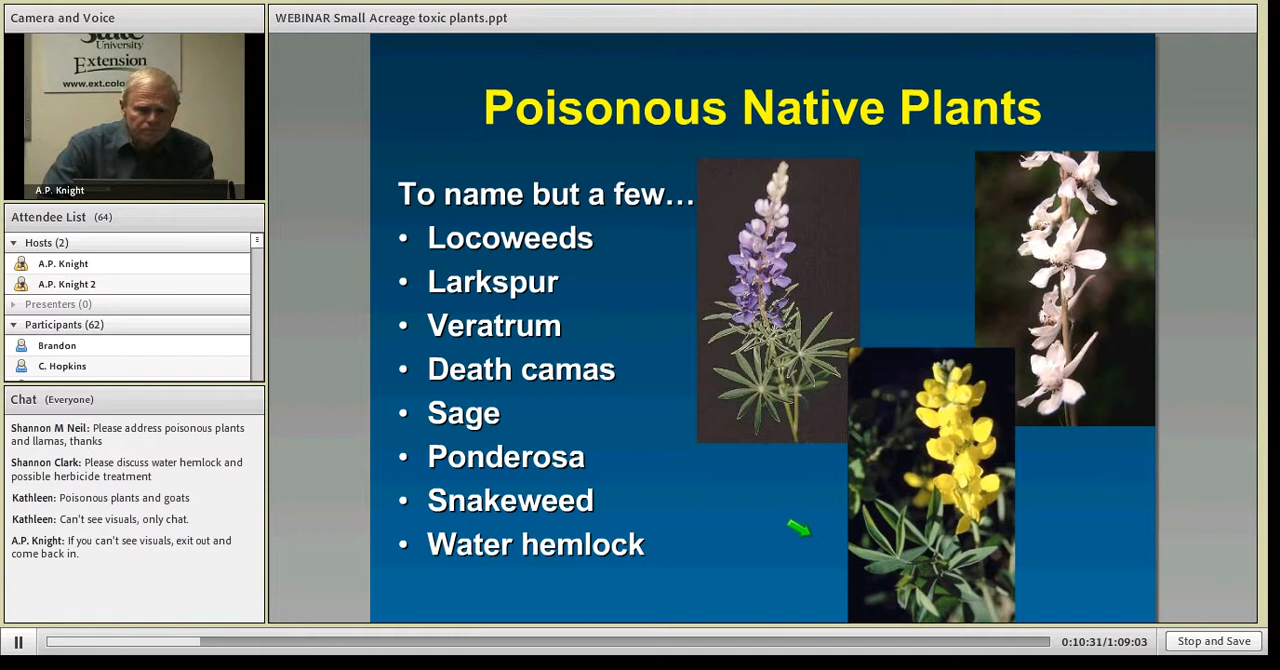 Camera and Voice
State
University
Extension
www.ext.colo
A.P. Knight
Attendee List (64)
Hosts (2)
A.P. Knight
A.P. Knight 2
Presenters (0)
Participants (62)
Brandon
C. Hopkins
Chat (Everyone)
Shannon M Neil: Please address poisonous plants
and llamas, thanks
Shannon Clark: Please discuss water hemlock and
possible herbicide treatment
Kathleen: Poisonous plants and goats
Kathleen: Can't see visuals, only chat.
A.P. Knight: If you can't see visuals, exit out and
come back in.
WEBINAR Small Acreage toxic plants.ppt
Poisonous Native Plants
To name but a few…
• Locoweeds
• Larkspur
• Veratrum
• Death camas
• Sage
• Ponderosa
• Snakeweed
• Water hemlock
0:10:31/1:09:03
Stop and Save